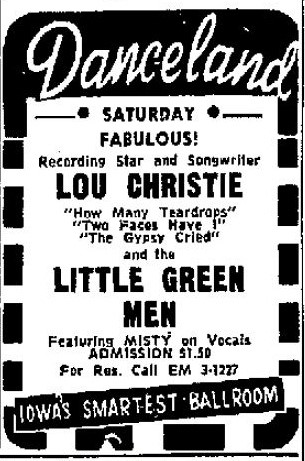 Danceland
SATURDAY
FABULOUS!
Recording Star and Songwriter
LOU CHRISTIE
"How Many Teardrops"
"Two Faces Have I"
"The Gypsy Cried"
and the
LITTLE GREEN
MEN
Featuring MISTY on Vocals
ADMISSION $1.50
For Res. Call EM 3-1227
IOWA'S SMARTEST BALLROOM